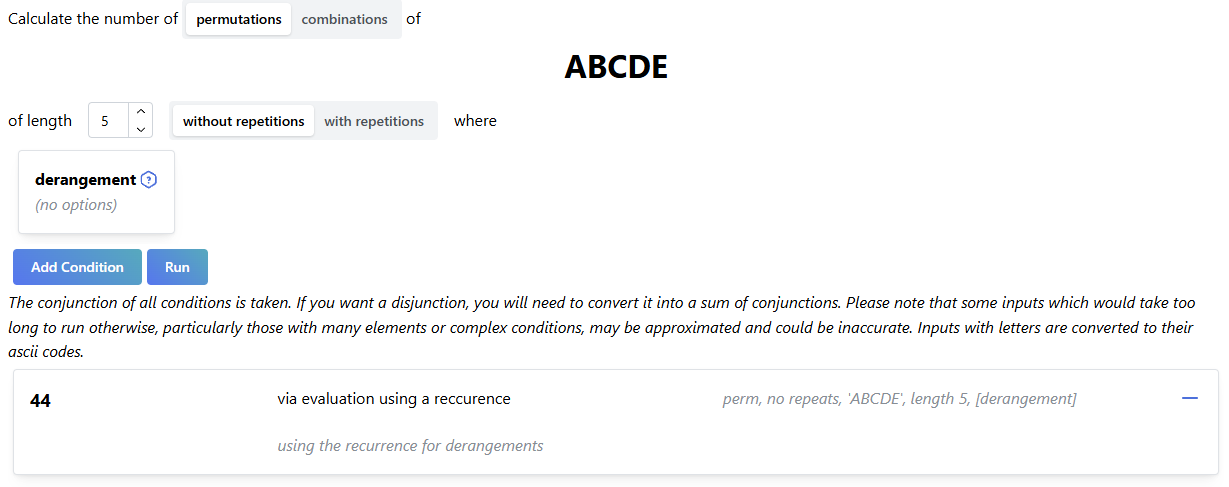 Calculate the number of permutations combinations of
ABCDE
of length 5 without repetitions with repetitions where
derangement ?
(no options)
Add Condition Run
The conjunction of all conditions is taken. If you want a disjunction, you will need to convert it into a sum of conjunctions. Please note that some inputs which would take too
long to run otherwise, particularly those with many elements or complex conditions, may be approximated and could be inaccurate. Inputs with letters are converted to their
ascii codes.
44 via evaluation using a reccurence perm, no repeats, 'ABCDE', length 5, [derangement]
using the recurrence for derangements